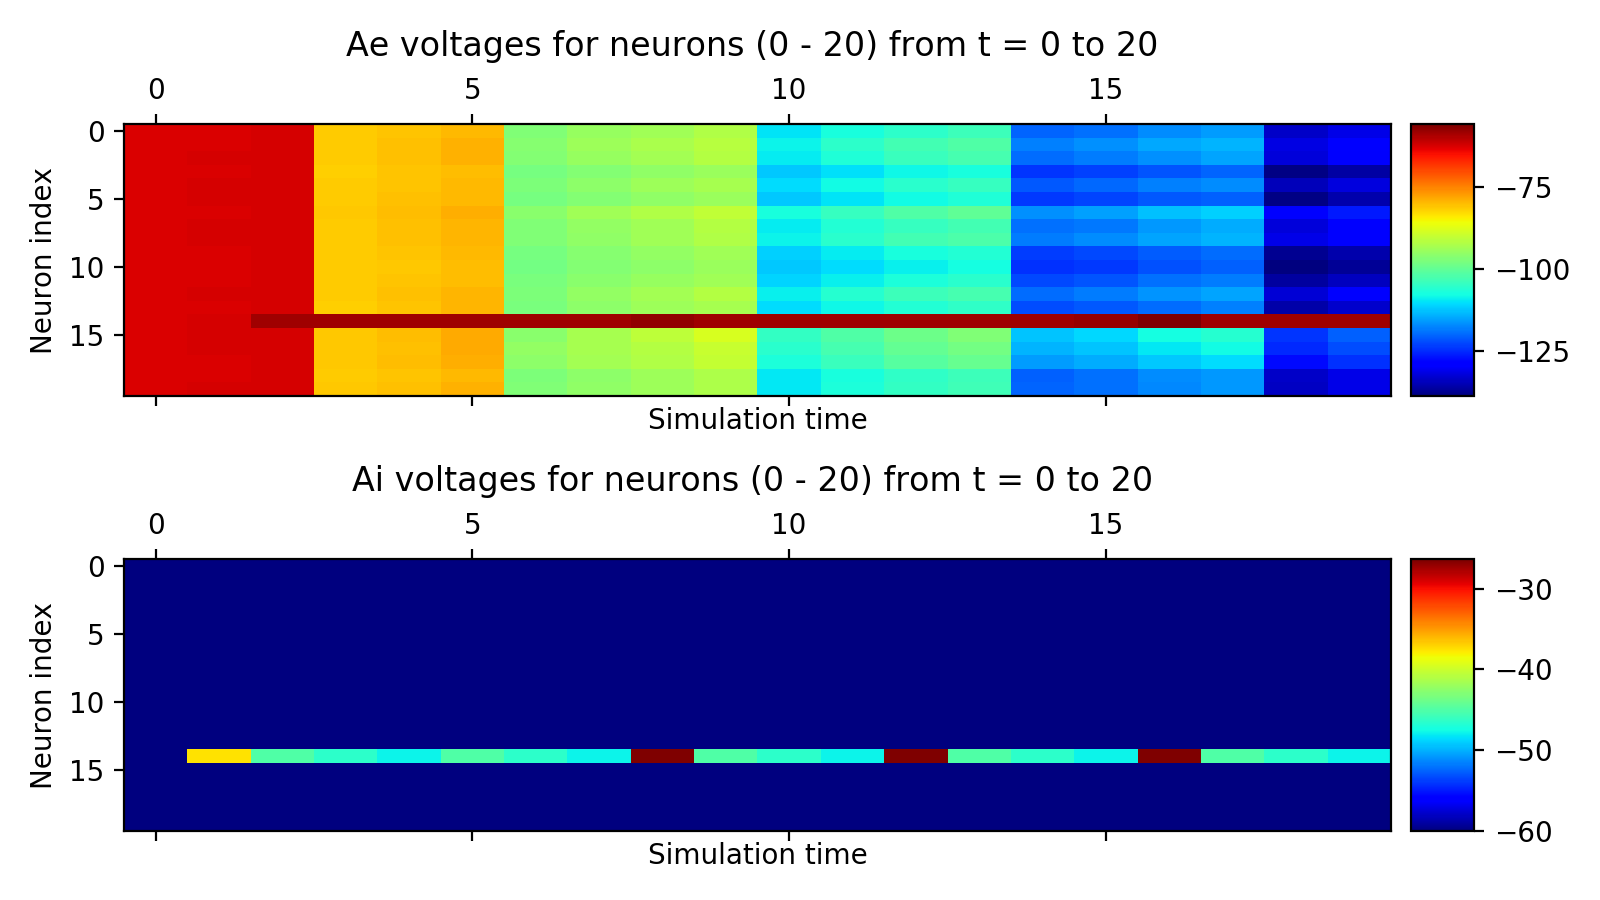 Ae voltages for neurons (0 - 20) from t = 0 to 20
0 5 10 15
Neuron index
0
5
10
15
−75
−100
−125
Simulation time
Ai voltages for neurons (0 - 20) from t = 0 to 20
0 5 10 15
Neuron index
0
5
10
15
−30
−40
−50
−60
Simulation time